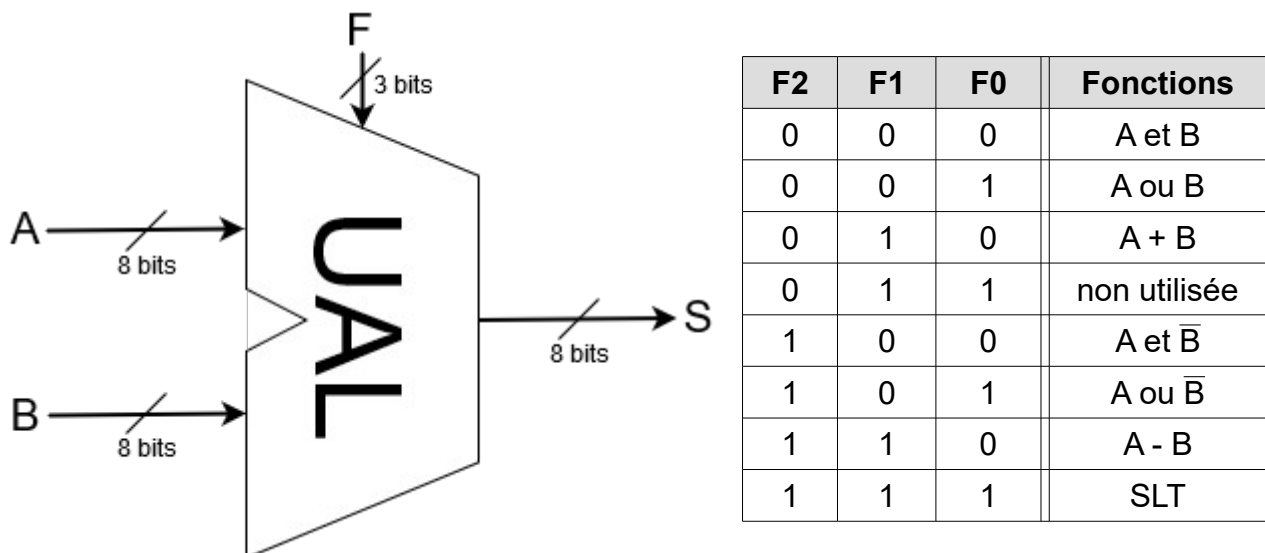 F
3 bits
A
8 bits
UAL
S
8 bits
B
8 bits
F2 F1 F0 Fonctions
0 0 0 A et B
0 0 1 A ou B
0 1 0 A + B
0 1 1 non utilisée
1 0 0 A et B̅
1 0 1 A ou B̅
1 1 0 A - B
1 1 1 SLT